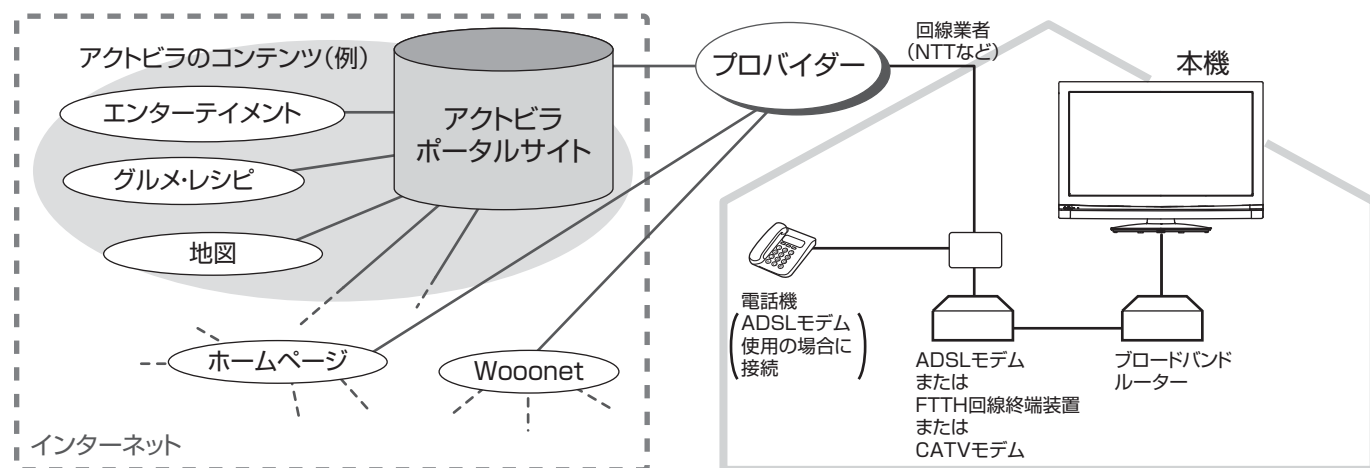 アクトビラのコンテンツ(例)
エンターテイメント
グルメ・レシピ
地図
アクトビラ
ポータルサイト
ホームページ
Wooonet
インターネット
プロバイダー
回線業者
(NTTなど)
本機
電話機
(ADSLモデム
使用の場合に
接続)
ADSLモデム
または
FTTH回線終端装置
または
CATVモデム
ブロードバンド
ルーター